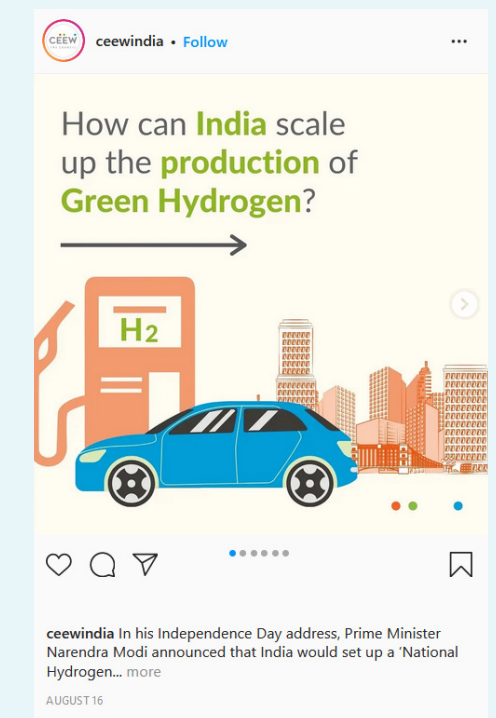 CEEW
ceewindia • Follow
How can India scale
up the production of
Green Hydrogen?
H2
ceewindia In his Independence Day address, Prime Minister
Narendra Modi announced that India would set up a ‘National
Hydrogen... more
AUGUST 16